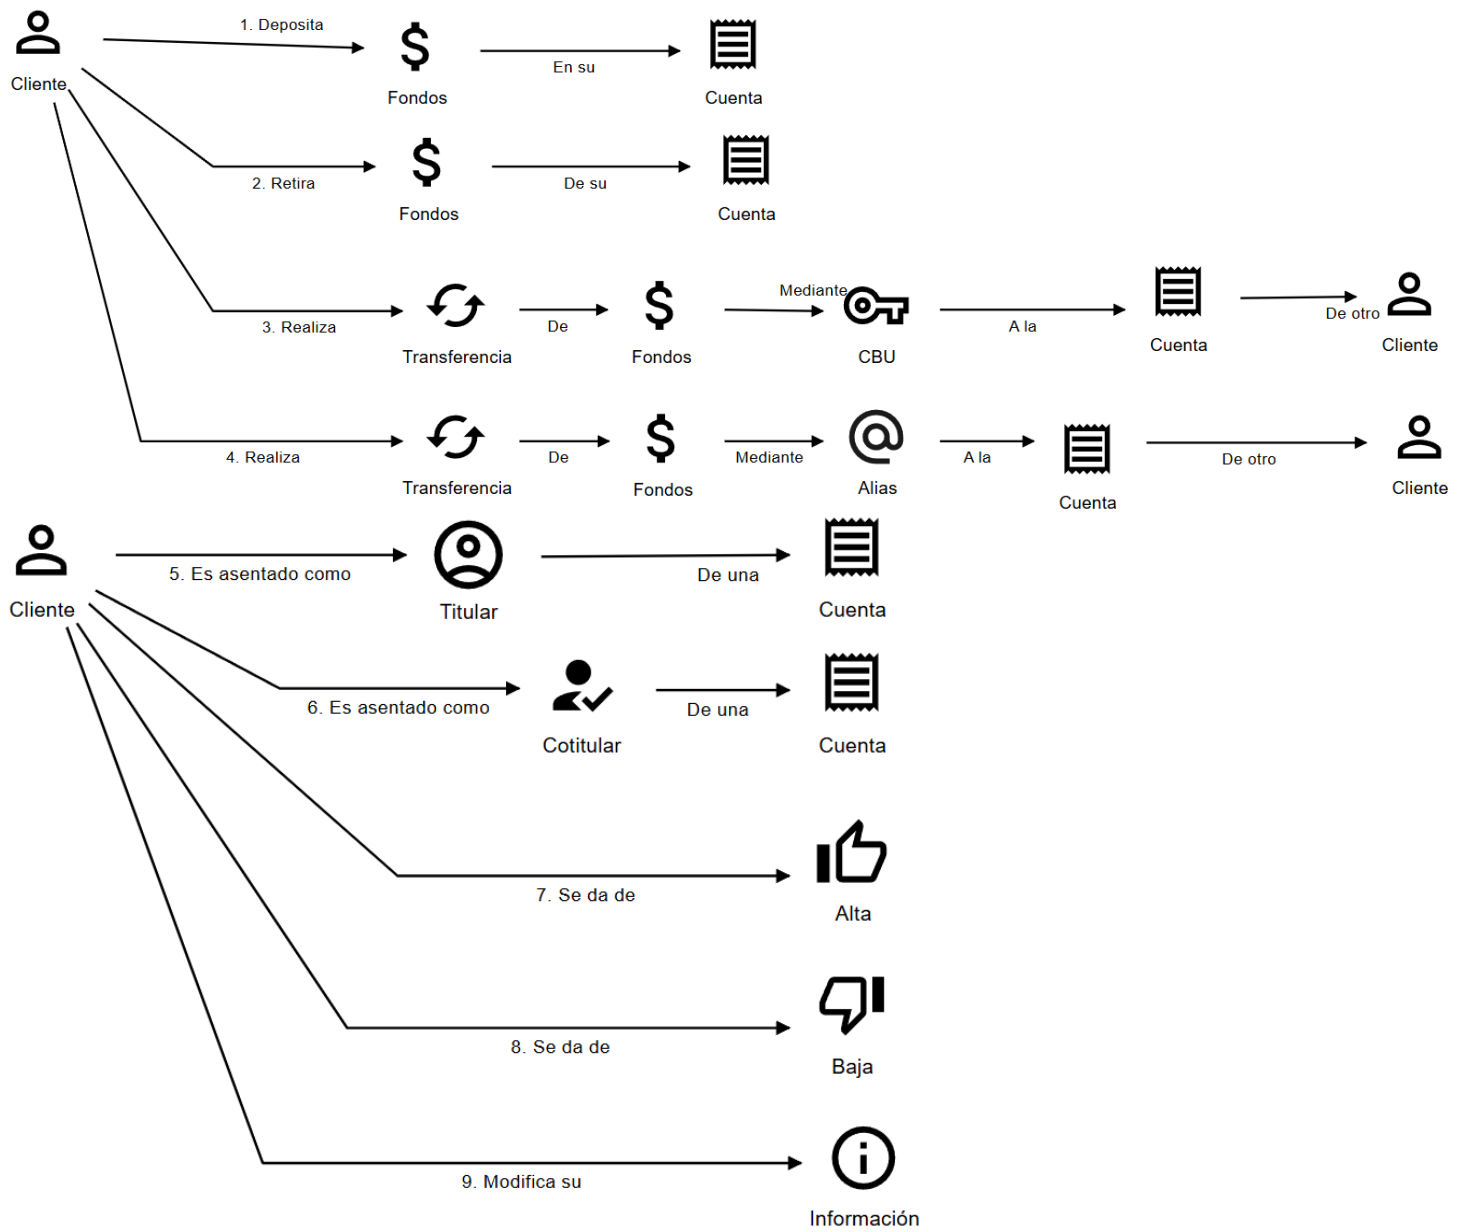 1. Deposita
Cliente
Fondos
En su
Cuenta
2. Retira
Fondos
De su
Cuenta
3. Realiza
Transferencia
De
Fondos
Mediante
CBU
A la
Cuenta
De otro
Cliente
4. Realiza
Transferencia
De
Fondos
Mediante
Alias
A la
Cuenta
De otro
Cliente
Cliente
5. Es asentado como
Titular
De una
Cuenta
6. Es asentado como
Cotitular
De una
Cuenta
7. Se da de
Alta
8. Se da de
Baja
9. Modifica su
Información